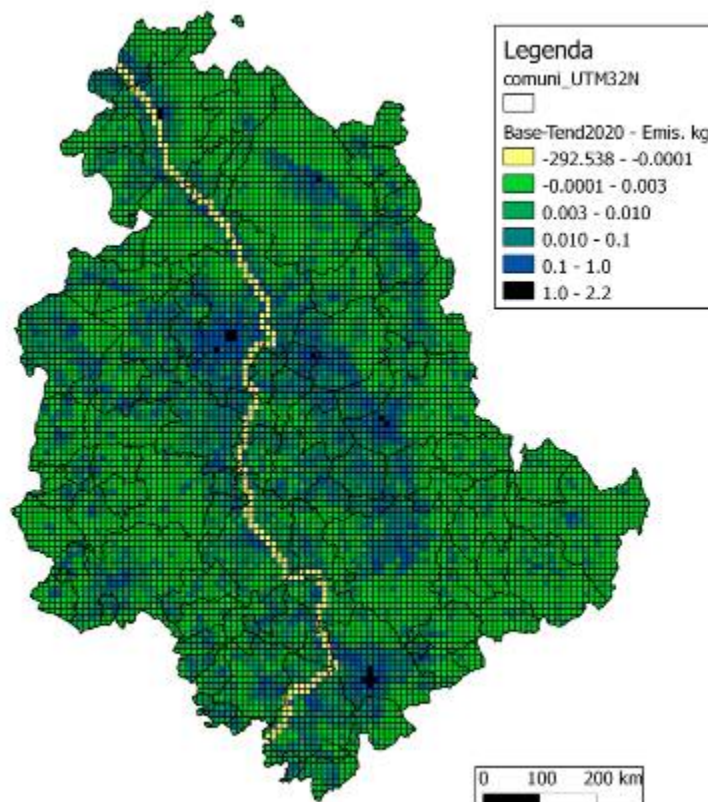 Legenda
comuni_UTM32N
Base-Tend2020 - Emis. kg
-292.538 - -0.0001
-0.0001 - 0.003
0.003 - 0.010
0.010 - 0.1
0.1 - 1.0
1.0 - 2.2
0 100 200 km